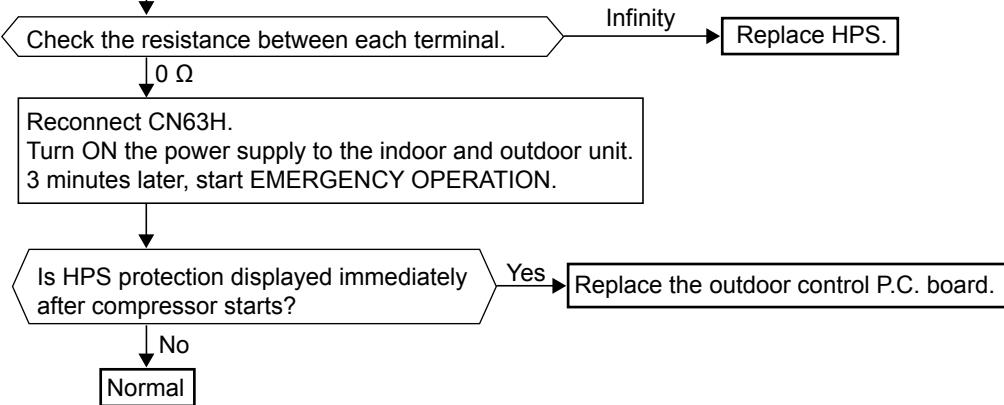 Check the resistance between each terminal.
Infinity
Replace HPS.
0 Ω
Reconnect CN63H.
Turn ON the power supply to the indoor and outdoor unit.
3 minutes later, start EMERGENCY OPERATION.
Is HPS protection displayed immediately
after compressor starts?
Yes
Replace the outdoor control P.C. board.
No
Normal